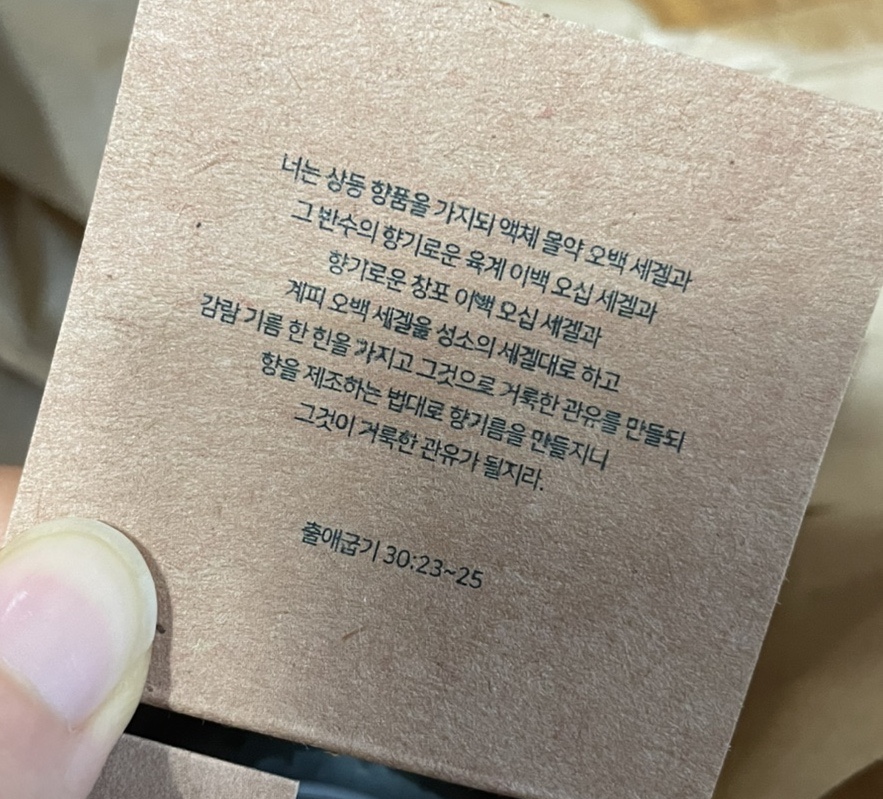 너는 상등 향품을 가지되 액체 몰약 오백 세겔과
그 반수의 향기로운 육계 이백 오십 세겔과
향기로운 창포 이백 오십 세겔과
계피 오백 세겔을 성소의 세겔대로 하고
감람 기름 한 힌을 가지고 그것으로 거룩한 관유를 만들되
향을 제조하는 법대로 향기름을 만들지니
그것이 거룩한 관유가 될지라.
출애굽기 30:23~25